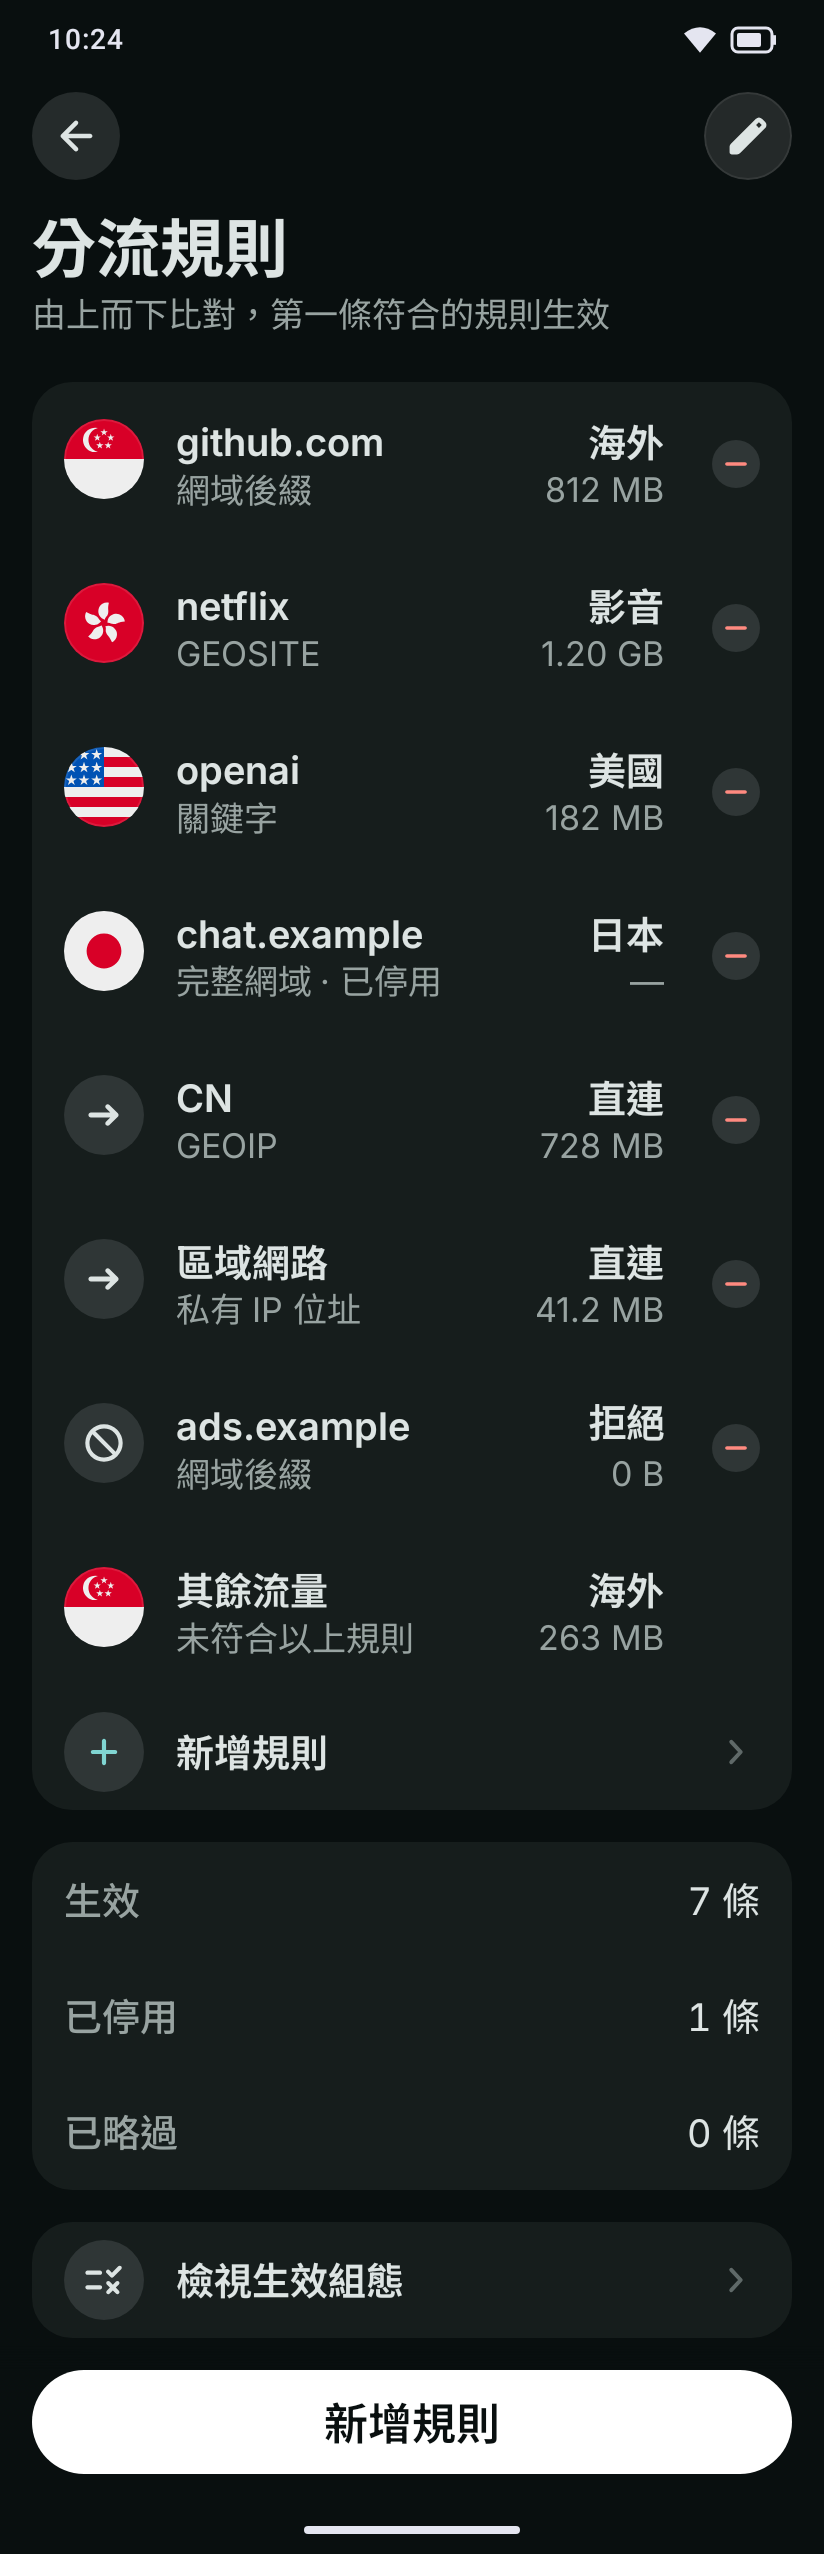 10:24
分流規則
由上而下比對，第一條符合的規則生效
github.com
海外
網域後綴
812 MB
netflix
影音
GEOSITE
1.20 GB
openai
美國
關鍵字
182 MB
chat.example
日本
完整網域 · 已停用
—
CN
直連
GEOIP
728 MB
區域網路
直連
私有 IP 位址
41.2 MB
ads.example
拒絕
網域後綴
0 B
其餘流量
海外
未符合以上規則
263 MB
新增規則
生效
7 條
已停用
1 條
已略過
0 條
檢視生效組態
新增規則